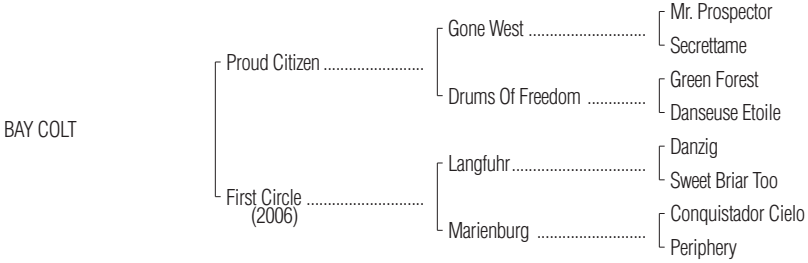 Mr. Prospector
Gone West ..............................
Secrettame
Proud Citizen ........................
Green Forest
Drums Of Freedom ..............
Danseuse Etoile
BAY COLT
Danzig
Langfuhr................................
Sweet Briar Too
First Circle ............................
(2006)
Conquistador Cielo
Marienburg ..........................
Periphery